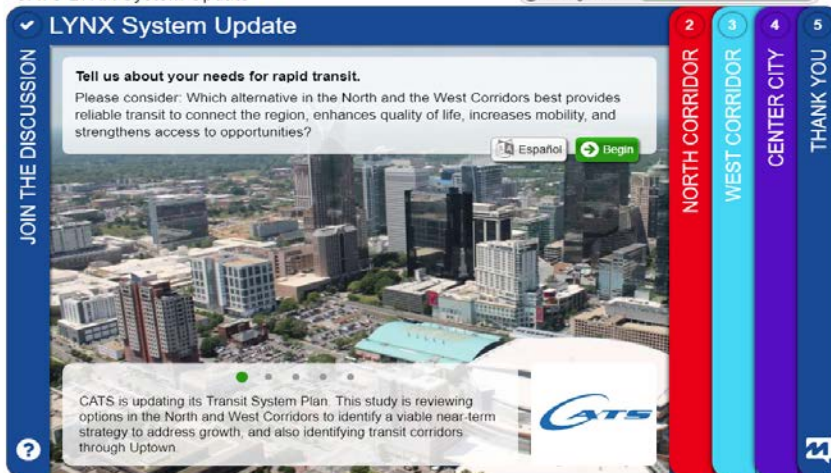 LYNX System Update
JOIN THE DISCUSSION
Tell us about your needs for rapid transit.
Please consider: Which alternative in the North and the West Corridors best provides
reliable transit to connect the region, enhances quality of life, increases mobility, and
strengthens access to opportunities?
Español
Begin
CATS is updating its Transit System Plan. This study is reviewing
options in the North and West Corridors to identify a viable near-term
strategy to address growth, and also identifying transit corridors
through Uptown.
CATS
?
2
NORTH CORRIDOR
3
WEST CORRIDOR
4
CENTER CITY
5
THANK YOU